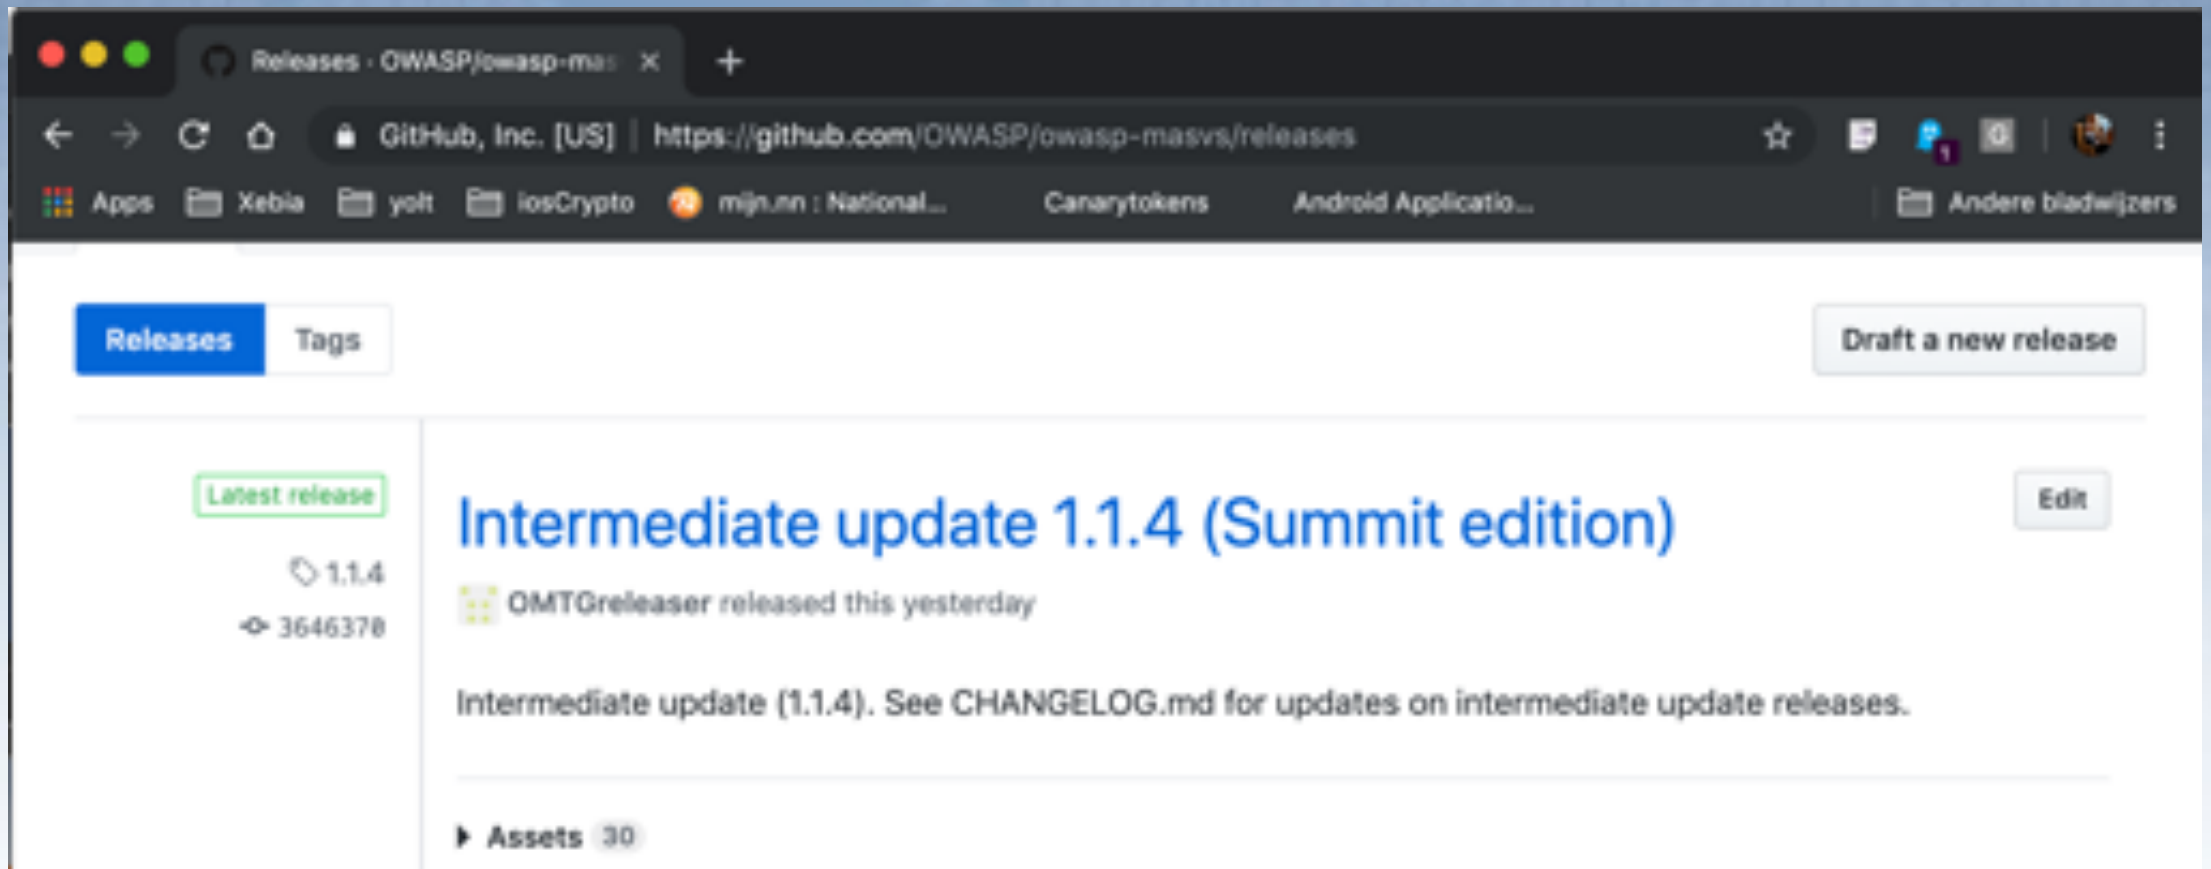 Releases · OWASP/owasp-mas
GitHub, Inc. [US] | https://github.com/OWASP/owasp-masvs/releases
Apps Xebia yolt iosCrypto mijn.nn : National... Canarytokens Android Applicatio... Andere bladwijzers
Releases Tags Draft a new release
Latest release
1.1.4
3646370
Intermediate update 1.1.4 (Summit edition)
Edit
OMTGreleaser released this yesterday
Intermediate update (1.1.4). See CHANGELOG.md for updates on intermediate update releases.
Assets 30